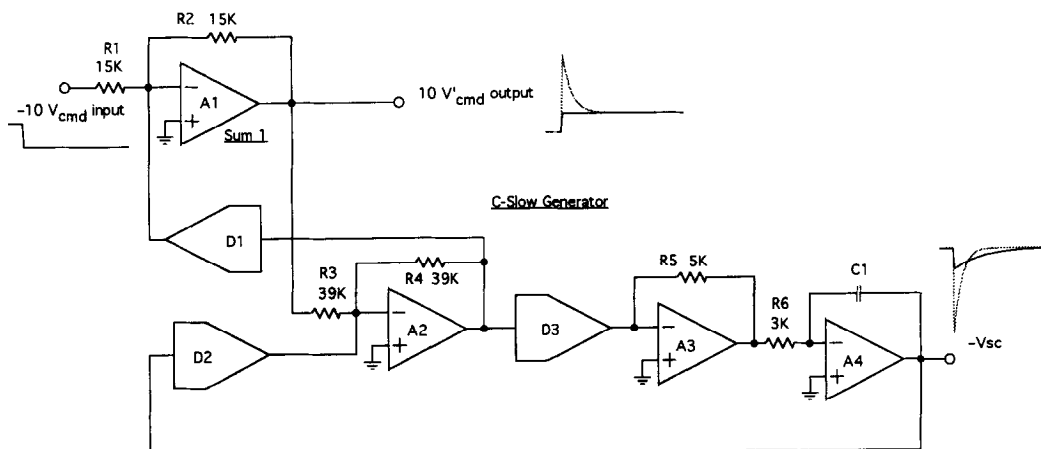 R2 15K
R1
15K
−
A1
+
−10 Vcmd input
Sum 1
10 V'cmd output
C-Slow Generator
D1
R3
39K
R4 39K
−
A2
+
D2
D3
R5 5K
−
A3
+
R6
3K
C1
−
A4
+
−Vsc